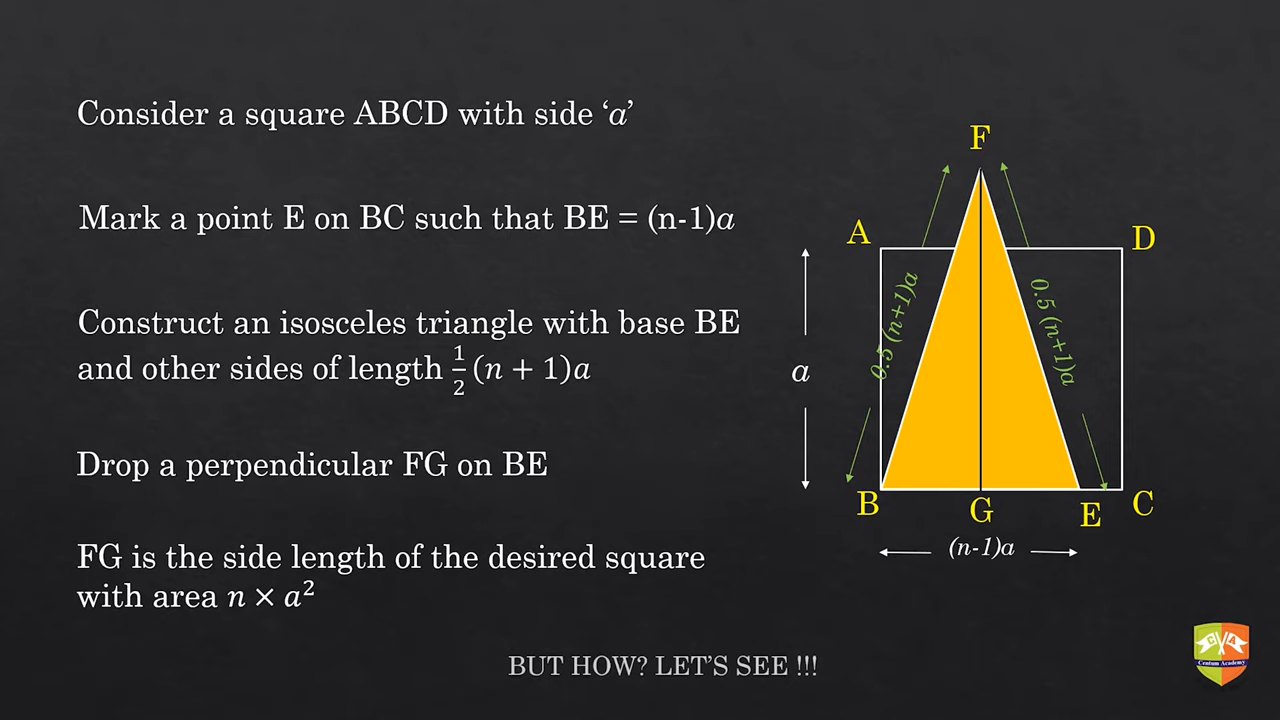 Consider a square ABCD with side ‘a’
Mark a point E on BC such that BE = (n-1)a
Construct an isosceles triangle with base BE
and other sides of length 1/2 (n + 1)a
Drop a perpendicular FG on BE
FG is the side length of the desired square
with area n × a²
BUT HOW? LET’S SEE !!!
F
A
D
0.5 (n+1)a
0.5 (n+1)a
a
B
G
E
C
(n-1)a
C A
Centum Academy